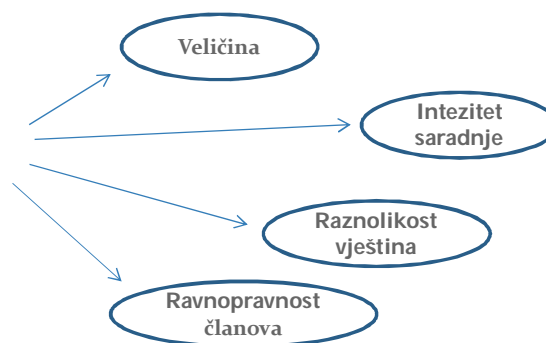 Veličina
Intezitet
saradnje
Raznolikost
vještina
Ravnopravnost
članova